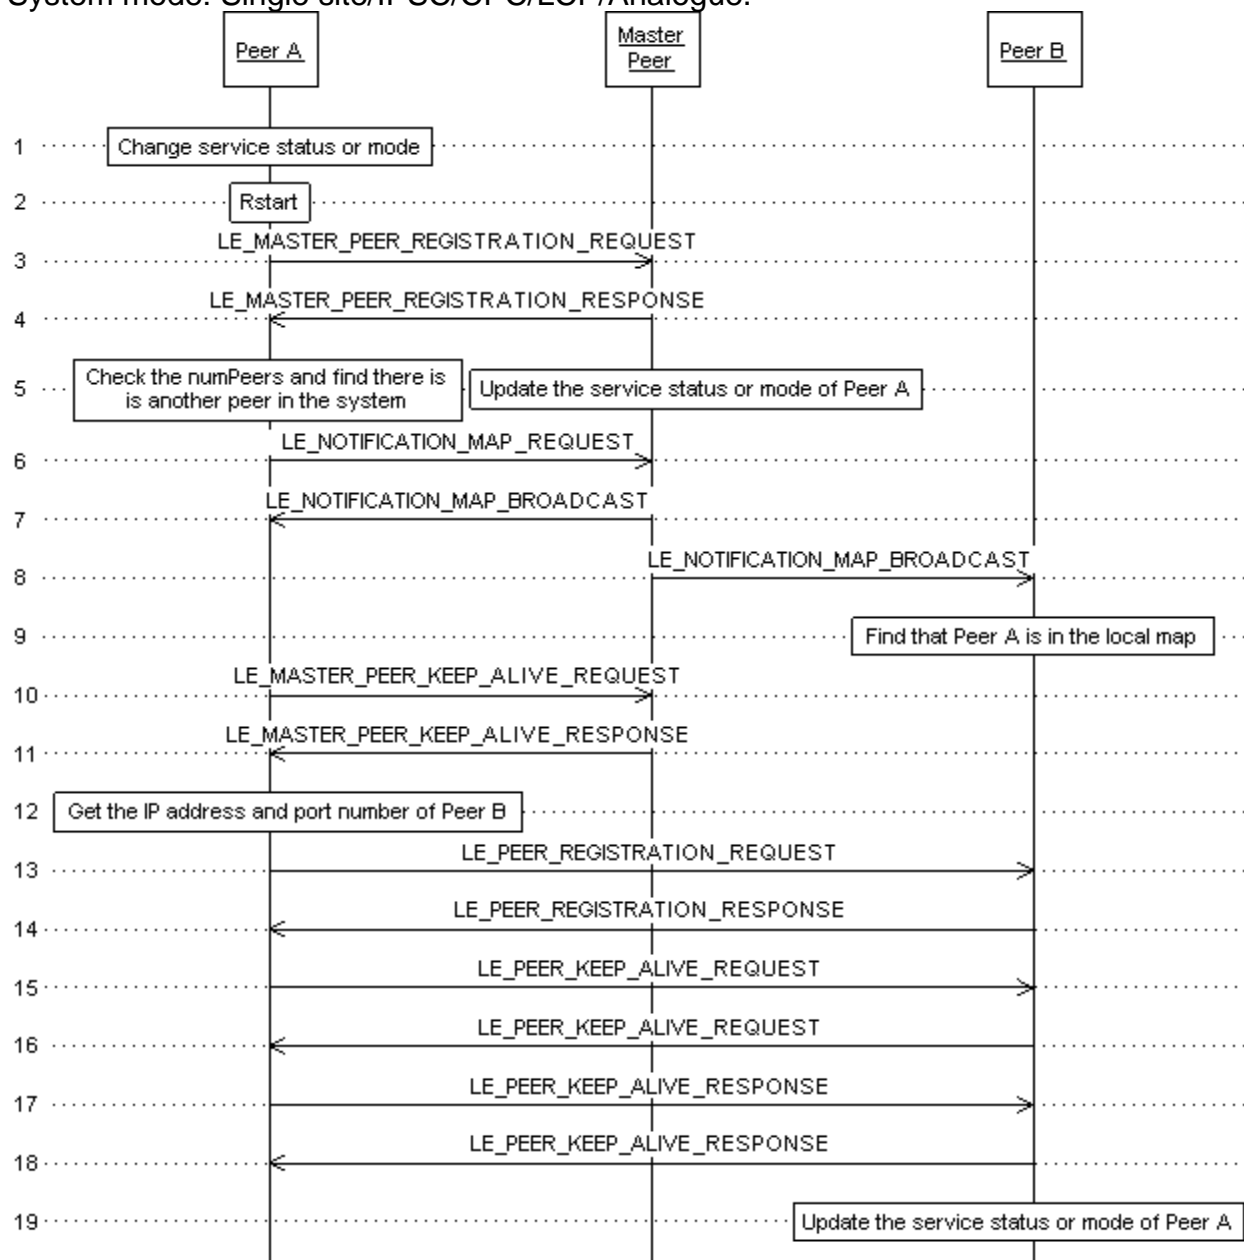 System mode: Single site/IPSC/CPC/LCP/Analogue.
Peer A
Master
Peer
Peer B
1
Change service status or mode
2
Rstart
LE_MASTER_PEER_REGISTRATION_REQUEST
3
LE_MASTER_PEER_REGISTRATION_RESPONSE
4
5
Check the numPeers and find there is
is another peer in the system
Update the service status or mode of Peer A
LE_NOTIFICATION_MAP_REQUEST
6
LE_NOTIFICATION_MAP_BROADCAST
7
LE_NOTIFICATION_MAP_BROADCAST
8
9
Find that Peer A is in the local map
LE_MASTER_PEER_KEEP_ALIVE_REQUEST
10
LE_MASTER_PEER_KEEP_ALIVE_RESPONSE
11
12
Get the IP address and port number of Peer B
LE_PEER_REGISTRATION_REQUEST
13
LE_PEER_REGISTRATION_RESPONSE
14
LE_PEER_KEEP_ALIVE_REQUEST
15
LE_PEER_KEEP_ALIVE_REQUEST
16
LE_PEER_KEEP_ALIVE_RESPONSE
17
LE_PEER_KEEP_ALIVE_RESPONSE
18
19
Update the service status or mode of Peer A